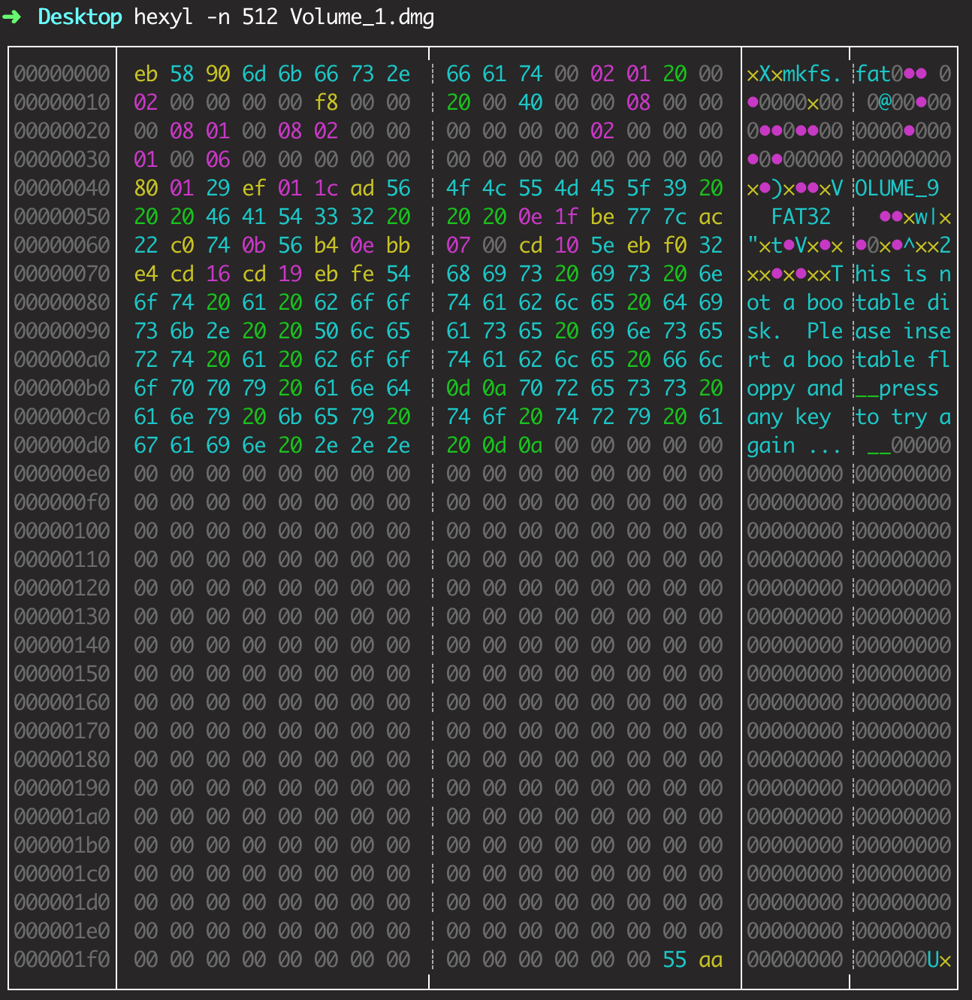 ➜ Desktop hexyl -n 512 Volume_1.dmg
00000000 eb 58 90 6d 6b 66 73 2e 66 61 74 00 02 01 20 00 ×X×mkfs. fat0•• 0
00000010 02 00 00 00 00 f8 00 00 20 00 40 00 00 08 00 00 •0000×00  0@00•00
00000020 00 08 01 00 08 02 00 00 00 00 00 00 02 00 00 00 0••0••00 0000•000
00000030 01 00 06 00 00 00 00 00 00 00 00 00 00 00 00 00 •0•00000 00000000
00000040 80 01 29 ef 01 1c ad 56 4f 4c 55 4d 45 5f 39 20 ×•)×••×V OLUME_9
00000050 20 20 46 41 54 33 32 20 20 20 0e 1f be 77 7c ac   FAT32    ••×w|×
00000060 22 c0 74 0b 56 b4 0e bb 07 00 cd 10 5e eb f0 32 "×t•V×•× •0×•^××2
00000070 e4 cd 16 cd 19 eb fe 54 68 69 73 20 69 73 20 6e ××•×•××T his is n
00000080 6f 74 20 61 20 62 6f 6f 74 61 62 6c 65 20 64 69 ot a boo table di
00000090 73 6b 2e 20 20 50 6c 65 61 73 65 20 69 6e 73 65 sk.  Ple ase inse
000000a0 72 74 20 61 20 62 6f 6f 74 61 62 6c 65 20 66 6c rt a boo table fl
000000b0 6f 70 70 79 20 61 6e 64 0d 0a 70 72 65 73 73 20 oppy and __press
000000c0 61 6e 79 20 6b 65 79 20 74 6f 20 74 72 79 20 61 any key  to try a
000000d0 67 61 69 6e 20 2e 2e 2e 20 0d 0a 00 00 00 00 00 gain ...  __00000
000000e0 00 00 00 00 00 00 00 00 00 00 00 00 00 00 00 00 00000000 00000000
000000f0 00 00 00 00 00 00 00 00 00 00 00 00 00 00 00 00 00000000 00000000
00000100 00 00 00 00 00 00 00 00 00 00 00 00 00 00 00 00 00000000 00000000
00000110 00 00 00 00 00 00 00 00 00 00 00 00 00 00 00 00 00000000 00000000
00000120 00 00 00 00 00 00 00 00 00 00 00 00 00 00 00 00 00000000 00000000
00000130 00 00 00 00 00 00 00 00 00 00 00 00 00 00 00 00 00000000 00000000
00000140 00 00 00 00 00 00 00 00 00 00 00 00 00 00 00 00 00000000 00000000
00000150 00 00 00 00 00 00 00 00 00 00 00 00 00 00 00 00 00000000 00000000
00000160 00 00 00 00 00 00 00 00 00 00 00 00 00 00 00 00 00000000 00000000
00000170 00 00 00 00 00 00 00 00 00 00 00 00 00 00 00 00 00000000 00000000
00000180 00 00 00 00 00 00 00 00 00 00 00 00 00 00 00 00 00000000 00000000
00000190 00 00 00 00 00 00 00 00 00 00 00 00 00 00 00 00 00000000 00000000
000001a0 00 00 00 00 00 00 00 00 00 00 00 00 00 00 00 00 00000000 00000000
000001b0 00 00 00 00 00 00 00 00 00 00 00 00 00 00 00 00 00000000 00000000
000001c0 00 00 00 00 00 00 00 00 00 00 00 00 00 00 00 00 00000000 00000000
000001d0 00 00 00 00 00 00 00 00 00 00 00 00 00 00 00 00 00000000 00000000
000001e0 00 00 00 00 00 00 00 00 00 00 00 00 00 00 00 00 00000000 00000000
000001f0 00 00 00 00 00 00 00 00 00 00 00 00 00 00 55 aa 00000000 000000U×